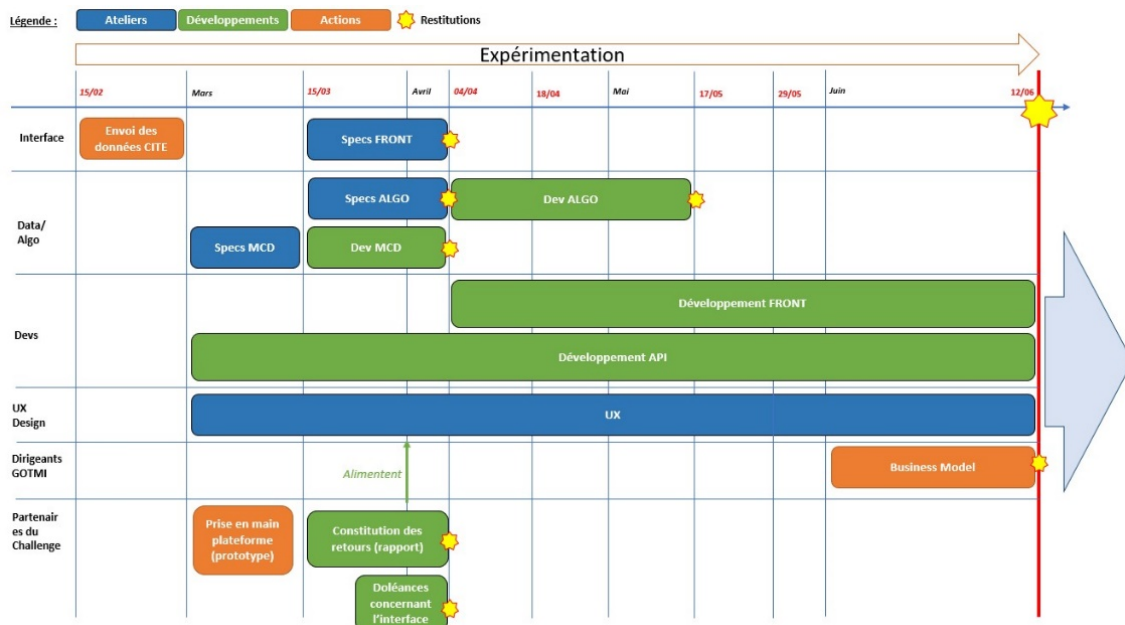 Légende :
Ateliers
Développements
Actions
Restitutions
Expérimentation
15/02
Mars
15/03
Avril
04/04
18/04
Mai
17/05
29/05
Juin
12/06
Interface
Envoi des
données CITE
Specs FRONT
Data/
Algo
Specs ALGO
Dev ALGO
Specs MCD
Dev MCD
Devs
Développement FRONT
Développement API
UX
Design
UX
Dirigeants
GOTMI
Alimentent
Business Model
Partenair
es du
Challenge
Prise en main
plateforme
(prototype)
Constitution des
retours (rapport)
Doléances
concernant
l'interface